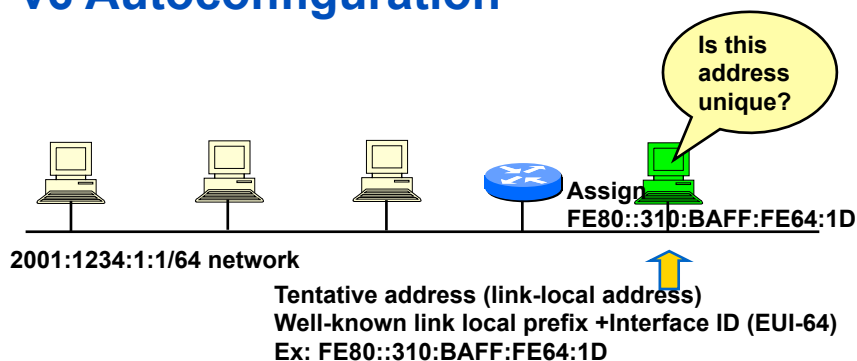 v6 Autoconfiguration
Is this
address
unique?
Assign
FE80::310:BAFF:FE64:1D
2001:1234:1:1/64 network
Tentative address (link-local address)
Well-known link local prefix +Interface ID (EUI-64)
Ex: FE80::310:BAFF:FE64:1D